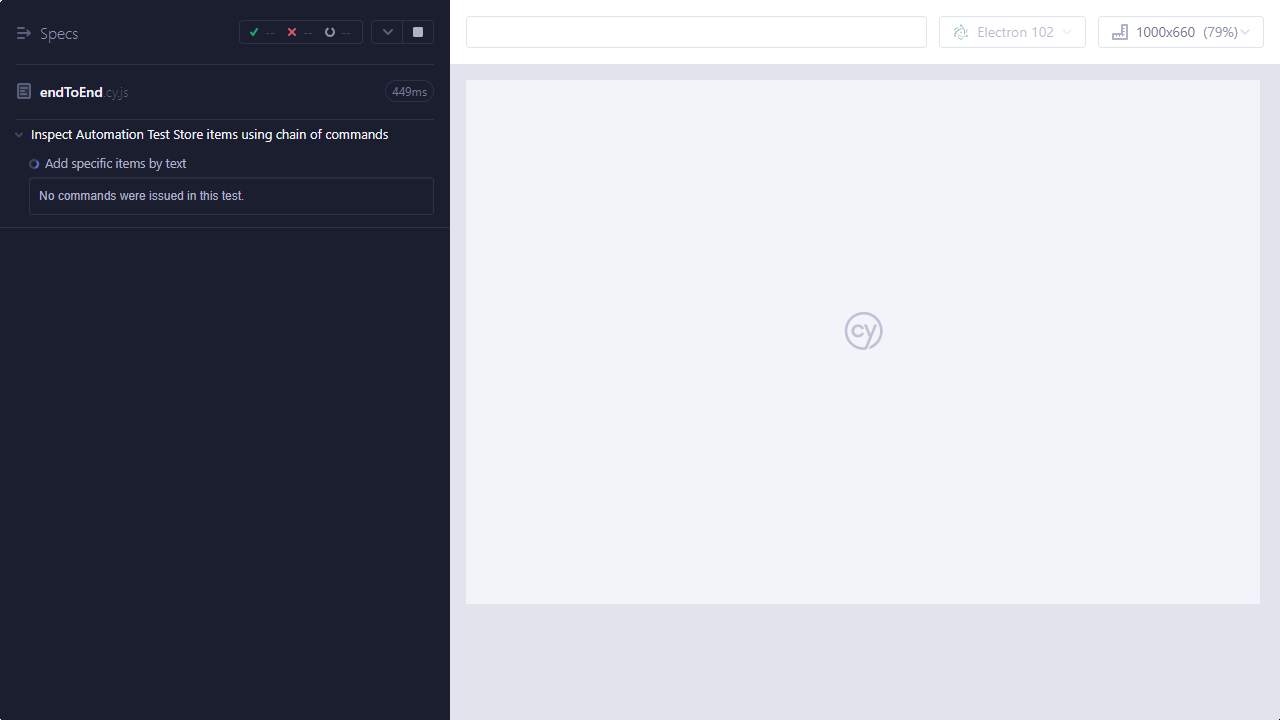 Specs
--
--
--
Electron 102
1000x660 (79%)
endToEnd.cy.js
449ms
Inspect Automation Test Store items using chain of commands
Add specific items by text
No commands were issued in this test.
cy